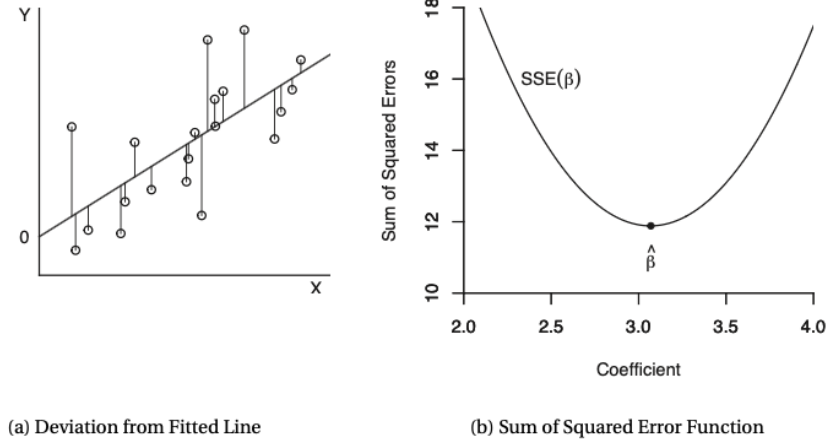 Y
0
X
18
16
14
12
10
Sum of Squared Errors
SSE(β)
β̂
2.0 2.5 3.0 3.5 4.0
Coefficient
(a) Deviation from Fitted Line
(b) Sum of Squared Error Function